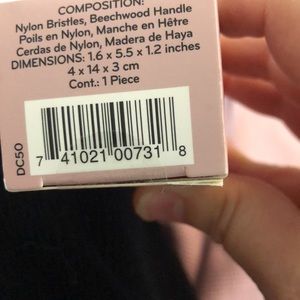 COMPOSITION:
Nylon Bristles, Beechwood Handle
Poils en Nylon, Manche en Hêtre
Cerdas de Nylon, Madera de Haya
DIMENSIONS: 1.6 x 5.5 x 1.2 inches
4 x 14 x 3 cm
Cont.: 1 Piece
DC50
7 41021 00731 8